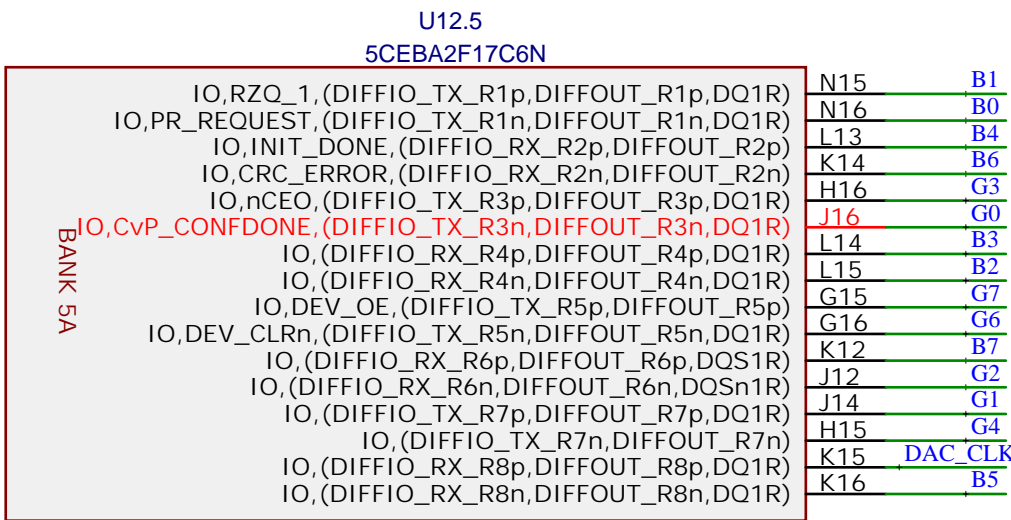 U12.5
5CEBA2F17C6N
BANK 5A
IO,RZQ_1,(DIFFIO_TX_R1p,DIFFOUT_R1p,DQ1R) N15 B1
IO,PR_REQUEST,(DIFFIO_TX_R1n,DIFFOUT_R1n,DQ1R) N16 B0
IO,INIT_DONE,(DIFFIO_RX_R2p,DIFFOUT_R2p) L13 B4
IO,CRC_ERROR,(DIFFIO_RX_R2n,DIFFOUT_R2n) K14 B6
IO,nCEO,(DIFFIO_TX_R3p,DIFFOUT_R3p,DQ1R) H16 G3
IO,CvP_CONFDONE,(DIFFIO_TX_R3n,DIFFOUT_R3n,DQ1R) J16 G0
IO,(DIFFIO_RX_R4p,DIFFOUT_R4p,DQ1R) L14 B3
IO,(DIFFIO_RX_R4n,DIFFOUT_R4n,DQ1R) L15 B2
IO,DEV_OE,(DIFFIO_TX_R5p,DIFFOUT_R5p) G15 G7
IO,DEV_CLRn,(DIFFIO_TX_R5n,DIFFOUT_R5n,DQ1R) G16 G6
IO,(DIFFIO_RX_R6p,DIFFOUT_R6p,DQS1R) K12 B7
IO,(DIFFIO_RX_R6n,DIFFOUT_R6n,DQSn1R) J12 G2
IO,(DIFFIO_TX_R7p,DIFFOUT_R7p,DQ1R) J14 G1
IO,(DIFFIO_TX_R7n,DIFFOUT_R7n) H15 G4
IO,(DIFFIO_RX_R8p,DIFFOUT_R8p,DQ1R) K15 DAC_CLK
IO,(DIFFIO_RX_R8n,DIFFOUT_R8n,DQ1R) K16 B5